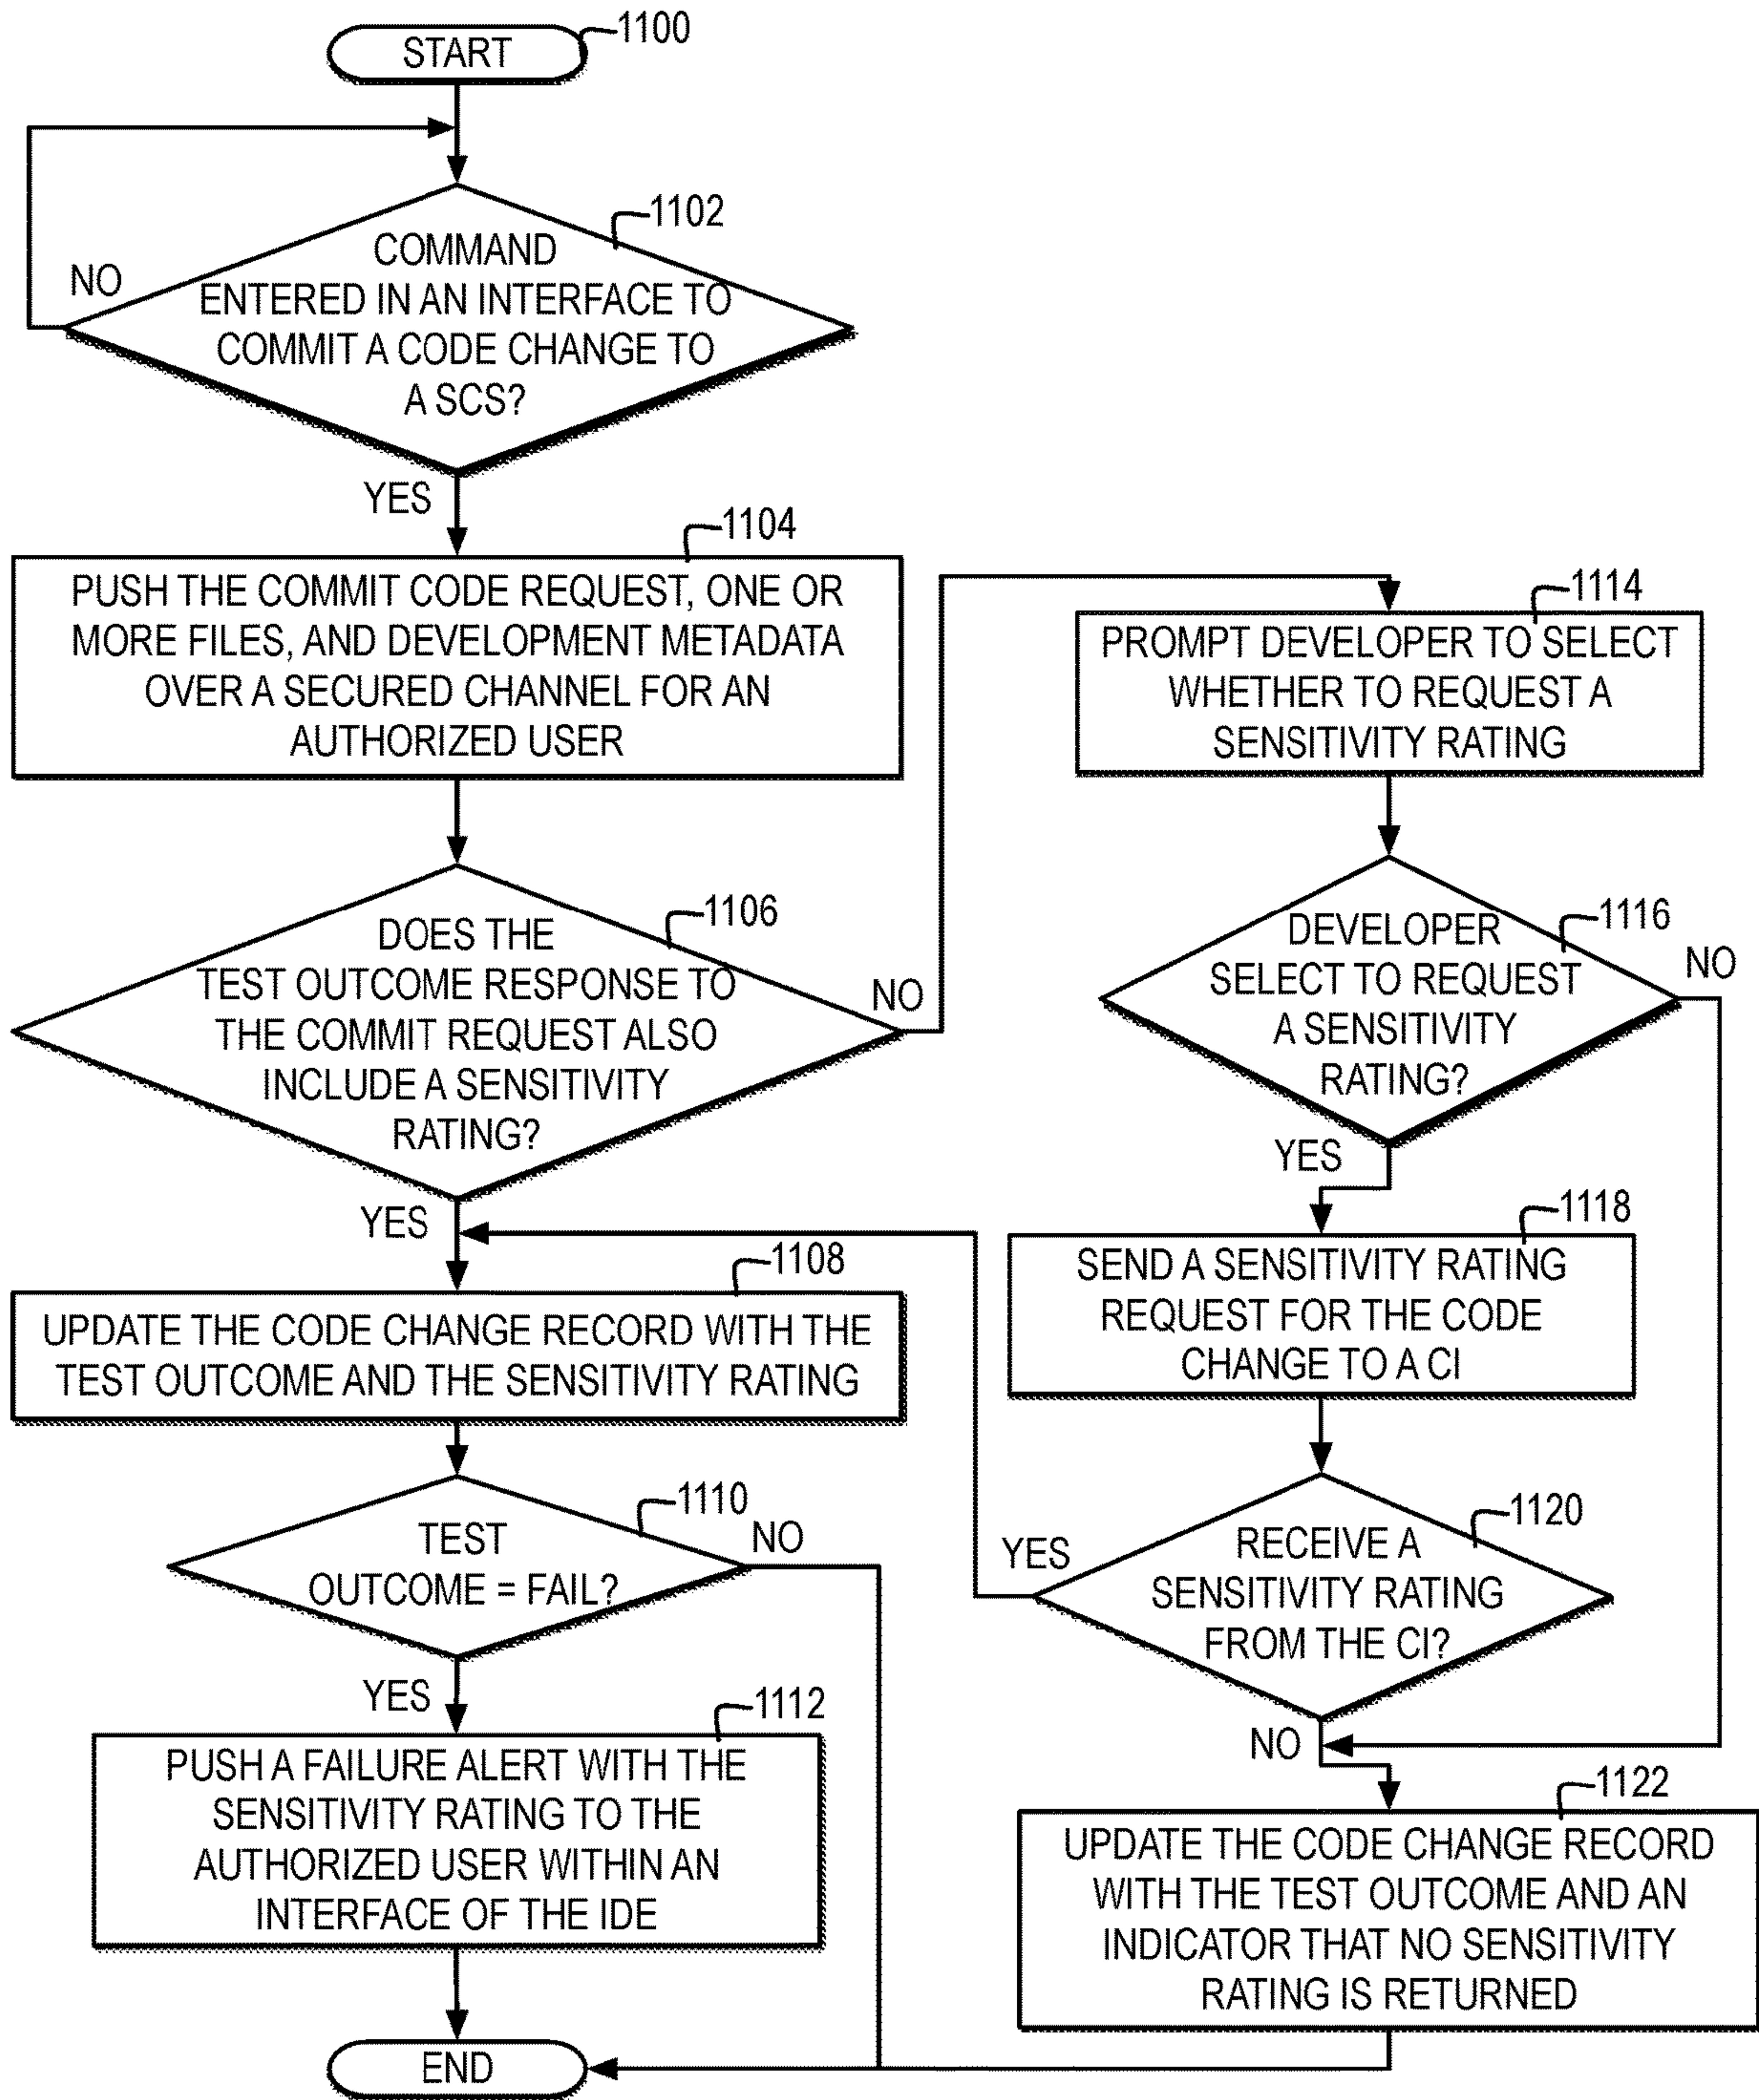 START
1100
1102
COMMAND
ENTERED IN AN INTERFACE TO
COMMIT A CODE CHANGE TO
A SCS?
NO
YES
1104
PUSH THE COMMIT CODE REQUEST, ONE OR
MORE FILES, AND DEVELOPMENT METADATA
OVER A SECURED CHANNEL FOR AN
AUTHORIZED USER
1106
DOES THE
TEST OUTCOME RESPONSE TO
THE COMMIT REQUEST ALSO
INCLUDE A SENSITIVITY
RATING?
NO
YES
1108
UPDATE THE CODE CHANGE RECORD WITH THE
TEST OUTCOME AND THE SENSITIVITY RATING
1110
TEST
OUTCOME = FAIL?
NO
YES
1112
PUSH A FAILURE ALERT WITH THE
SENSITIVITY RATING TO THE
AUTHORIZED USER WITHIN AN
INTERFACE OF THE IDE
END
1114
PROMPT DEVELOPER TO SELECT
WHETHER TO REQUEST A
SENSITIVITY RATING
1116
DEVELOPER
SELECT TO REQUEST
A SENSITIVITY
RATING?
NO
YES
1118
SEND A SENSITIVITY RATING
REQUEST FOR THE CODE
CHANGE TO A CI
1120
RECEIVE A
SENSITIVITY RATING
FROM THE CI?
YES
NO
1122
UPDATE THE CODE CHANGE RECORD
WITH THE TEST OUTCOME AND AN
INDICATOR THAT NO SENSITIVITY
RATING IS RETURNED